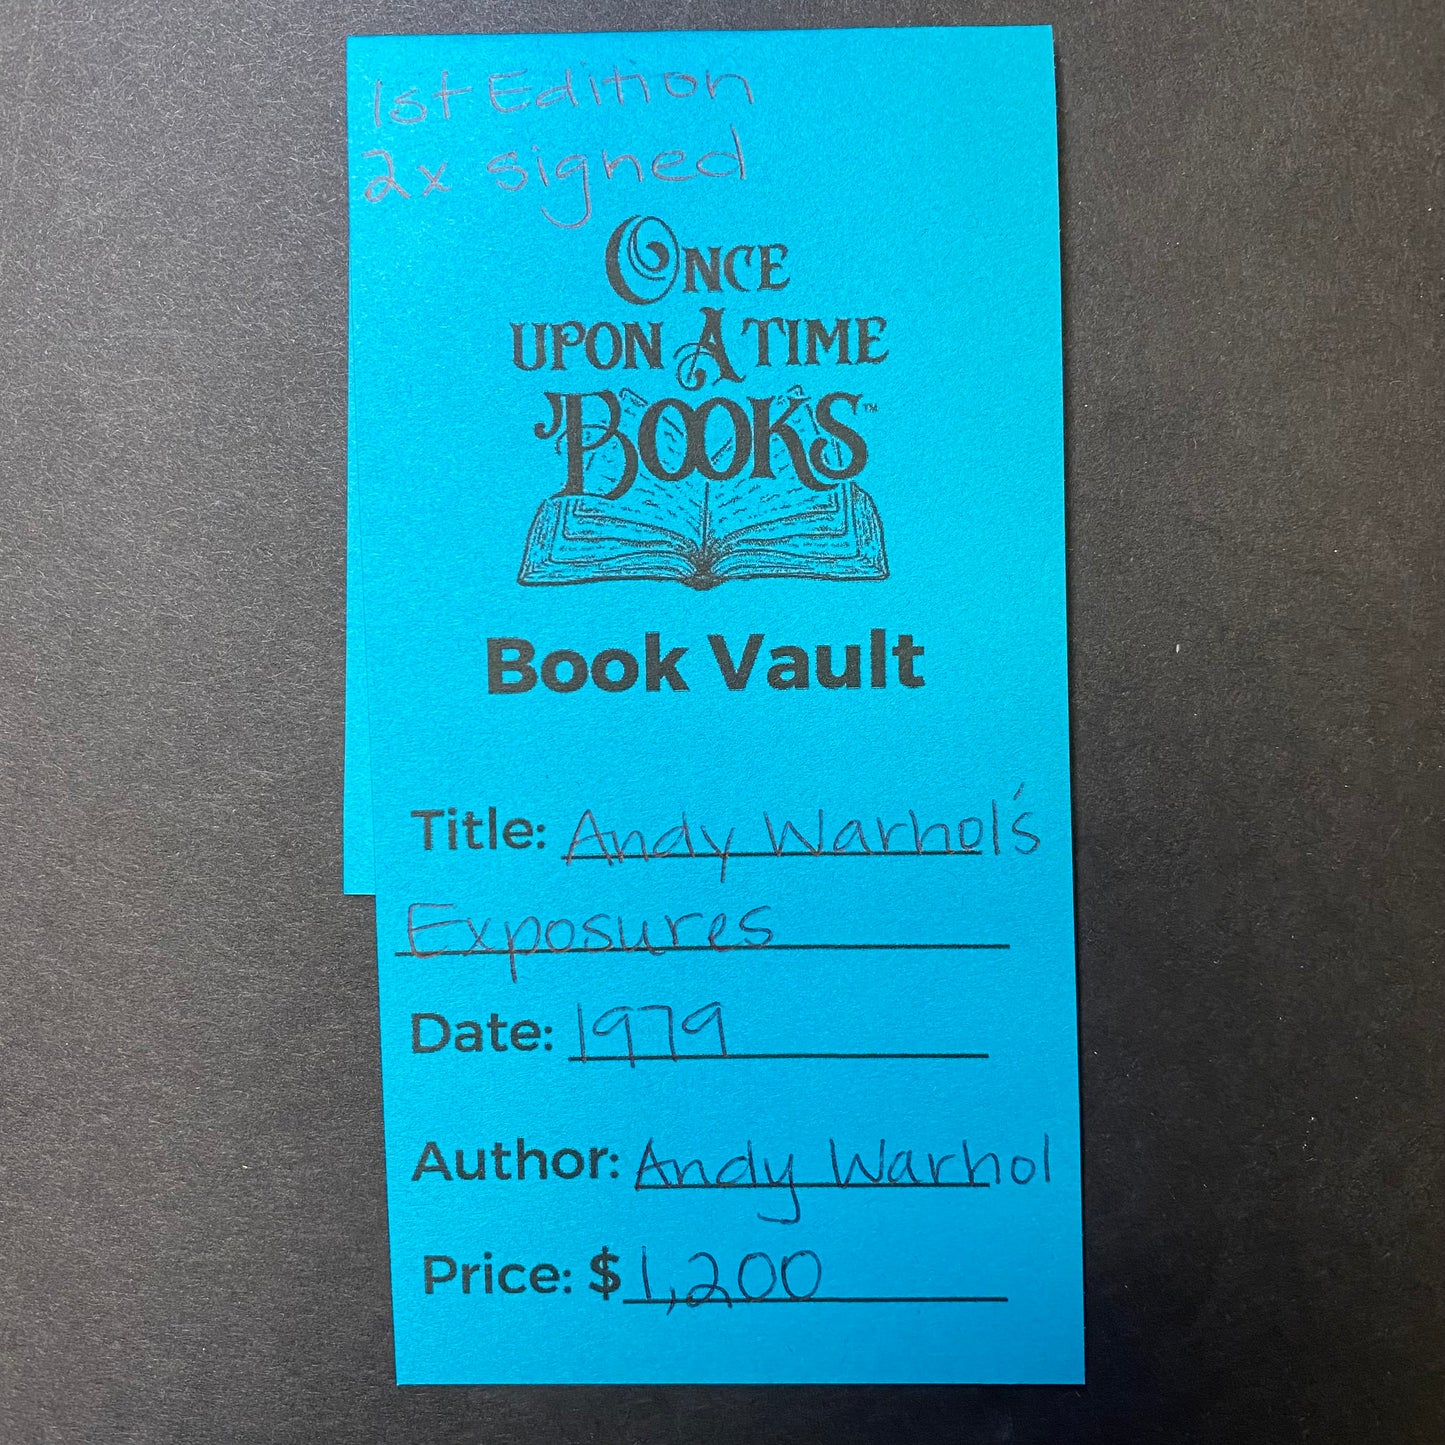 1st Edition
2x signed
ONCE
UPON A TIME
BOOKS™
Book Vault
Title: Andy Warhol's
Exposures
Date: 1979
Author: Andy Warhol
Price: $1,200